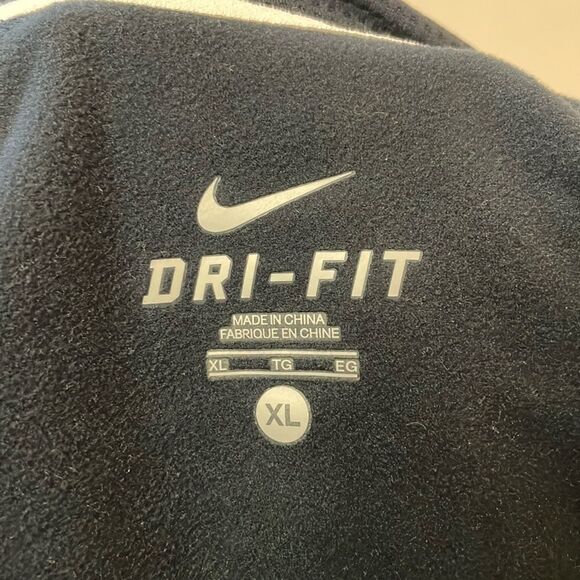 DRI-FIT
MADE IN CHINA
FABRIQUE EN CHINE
XL TG EG
XL